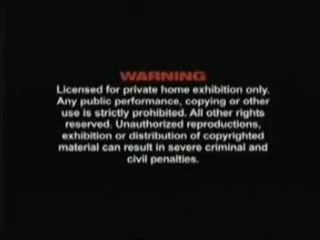 WARNING
Licensed for private home exhibition only.
Any public performance, copying or other
use is strictly prohibited. All other rights
reserved. Unauthorized reproductions,
exhibition or distribution of copyrighted
material can result in severe criminal and
civil penalties.